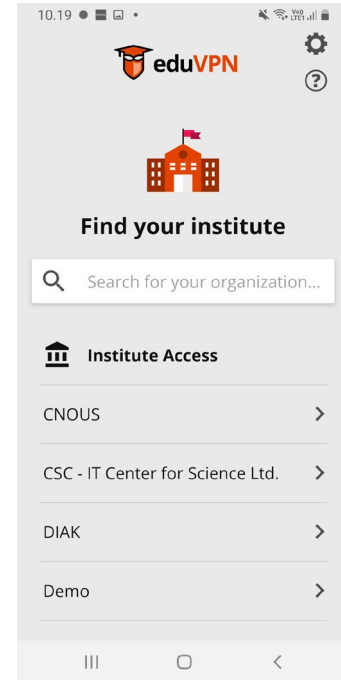 10.19
eduVPN
Find your institute
Search for your organization...
Institute Access
CNOUS
CSC - IT Center for Science Ltd.
DIAK
Demo